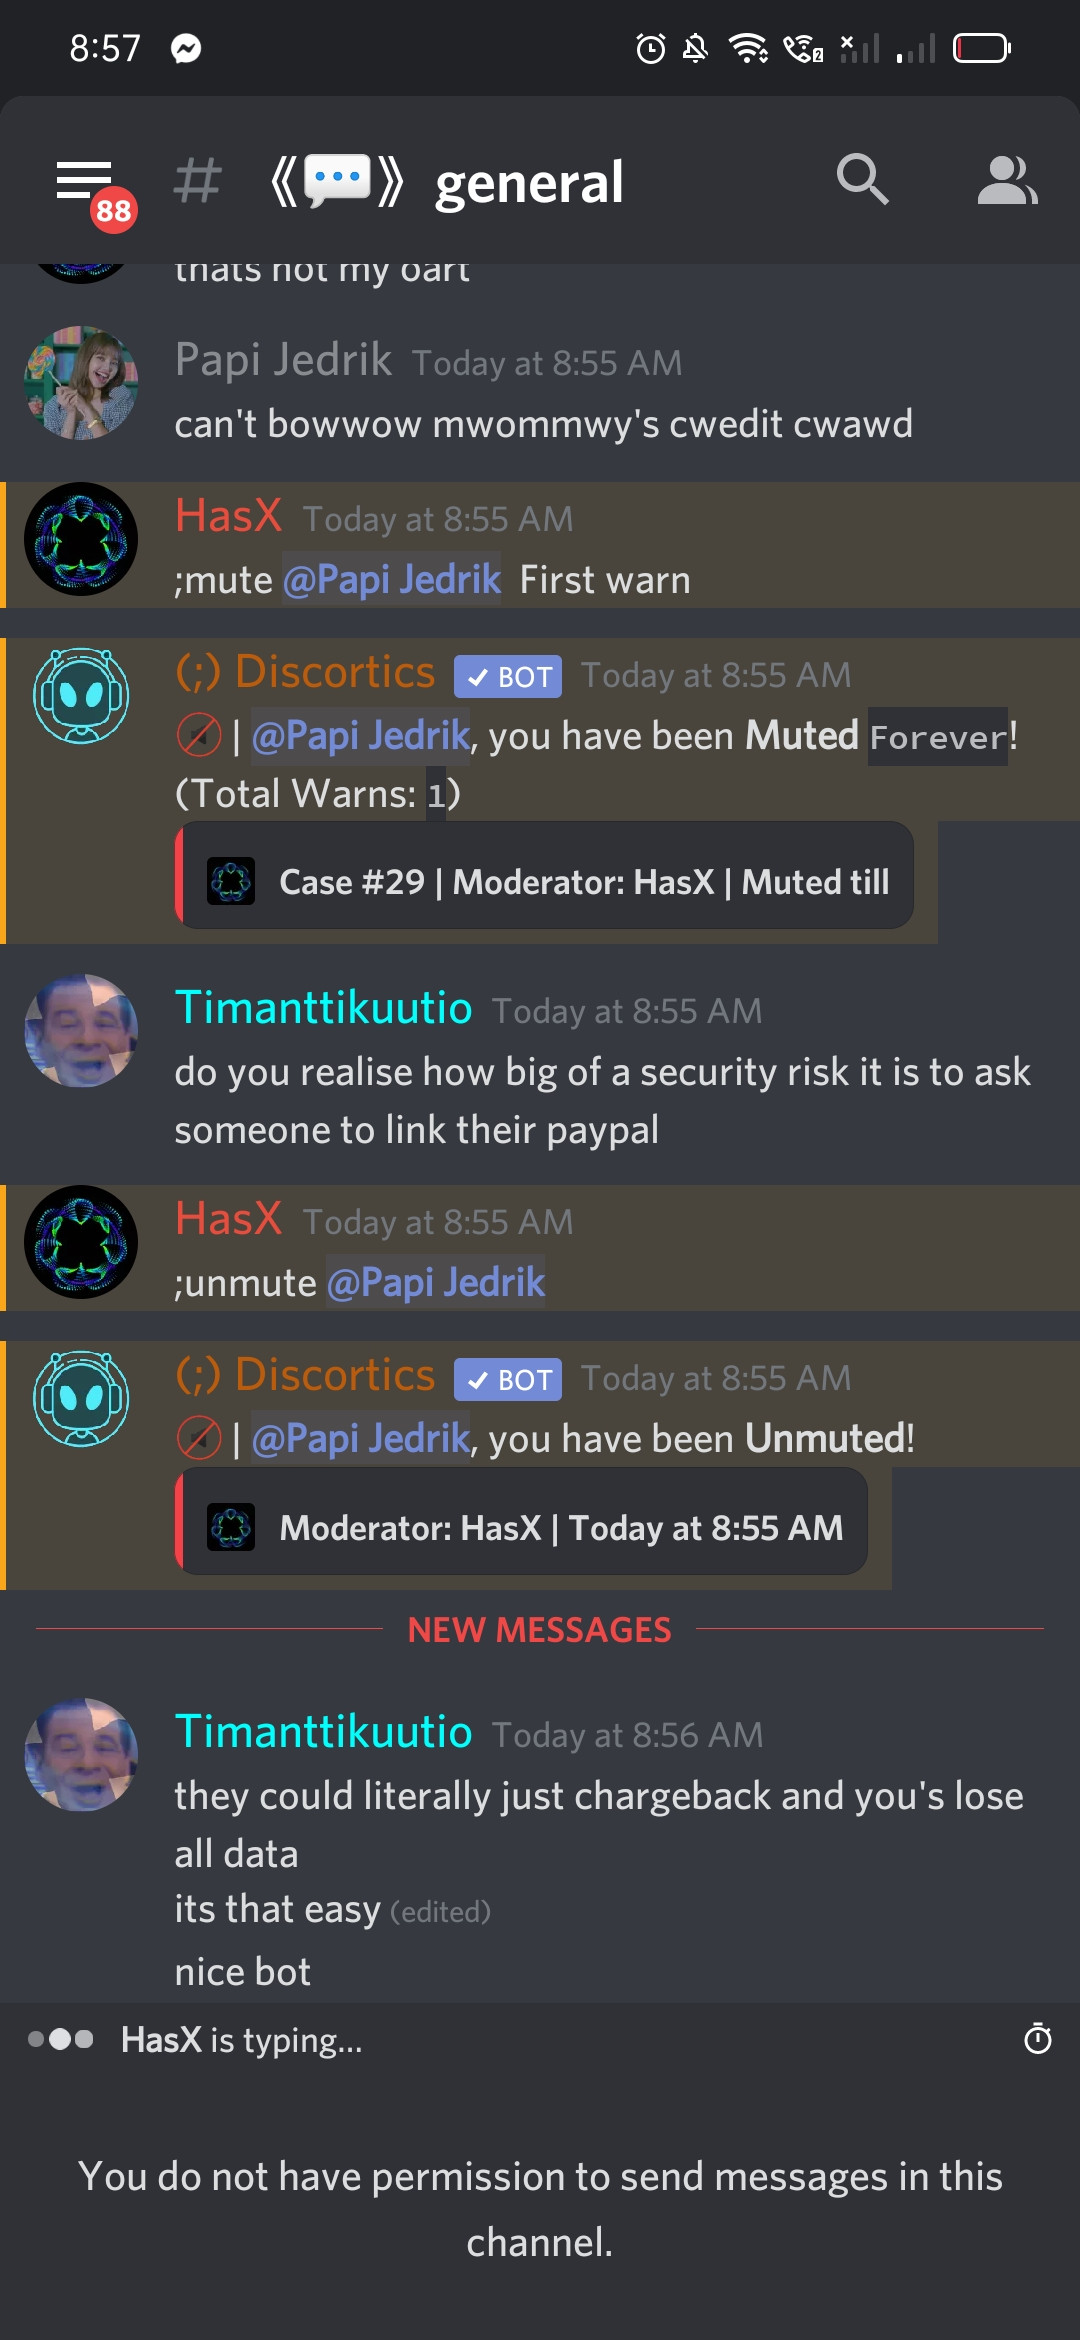 8:57
88
# 《💬》 general
thats not my oart
Papi Jedrik Today at 8:55 AM
can't bowwow mwommwy's cwedit cwawd
HasX Today at 8:55 AM
;mute @Papi Jedrik First warn
(;) Discortics ✓ BOT Today at 8:55 AM
| @Papi Jedrik, you have been Muted Forever!
(Total Warns: 1)
Case #29 | Moderator: HasX | Muted till
Timanttikuutio Today at 8:55 AM
do you realise how big of a security risk it is to ask
someone to link their paypal
HasX Today at 8:55 AM
;unmute @Papi Jedrik
(;) Discortics ✓ BOT Today at 8:55 AM
| @Papi Jedrik, you have been Unmuted!
Moderator: HasX | Today at 8:55 AM
NEW MESSAGES
Timanttikuutio Today at 8:56 AM
they could literally just chargeback and you's lose
all data
its that easy (edited)
nice bot
HasX is typing...
You do not have permission to send messages in this
channel.